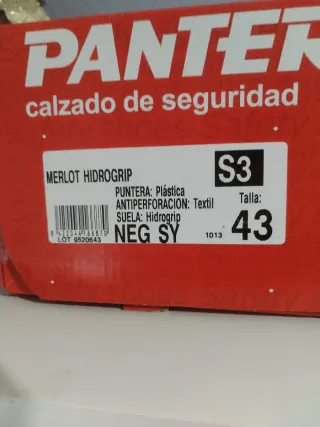 PANTER
calzado de seguridad
MERLOT HIDROGRIP
S3
PUNTERA: Plástica
ANTIPERFORACION: Textil
SUELA: Hidrogrip
Talla:
43
LOT 9520643
NEG SY
1013